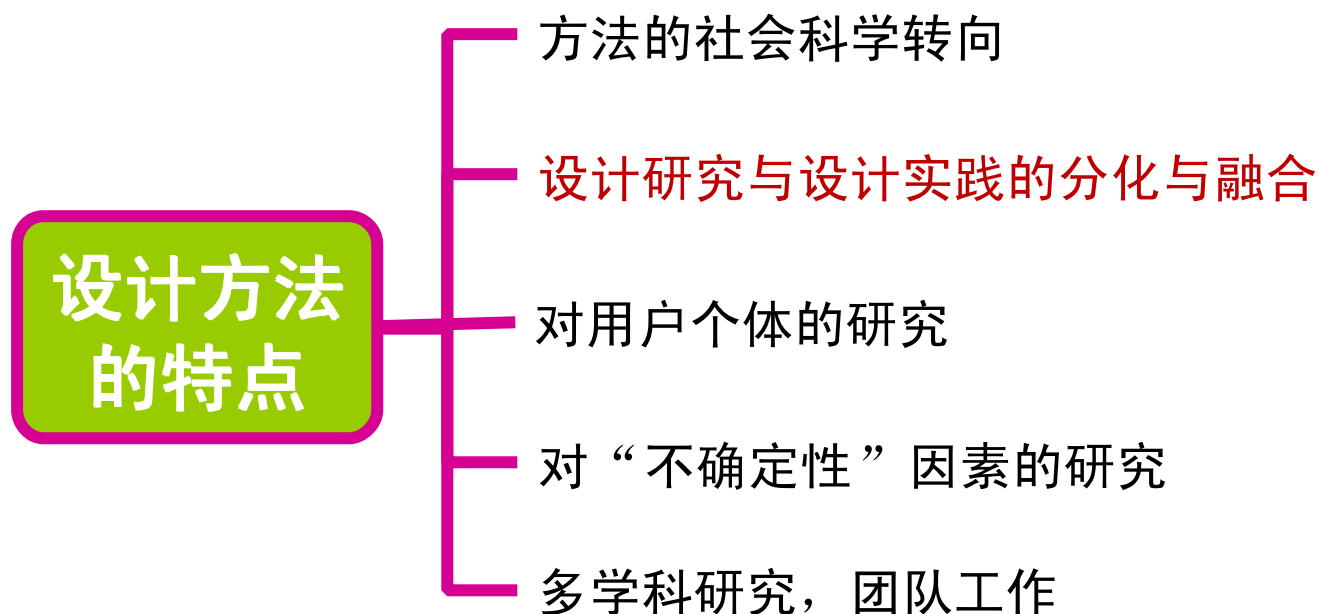 设计方法
的特点
方法的社会科学转向
设计研究与设计实践的分化与融合
对用户个体的研究
对“不确定性”因素的研究
多学科研究，团队工作